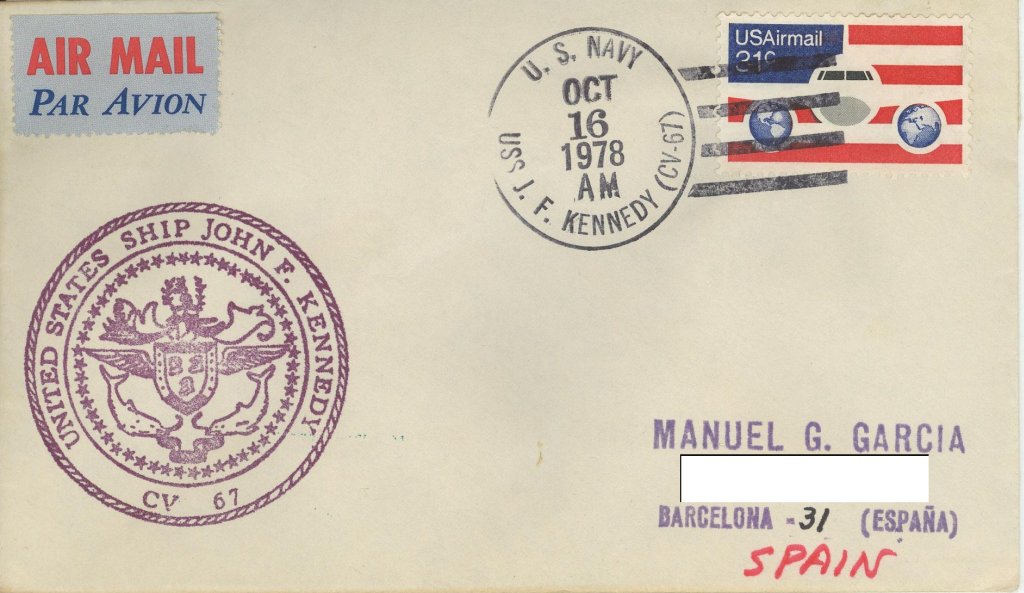 AIR MAIL
PAR AVION
U. S. NAVY
OCT
16
1978
AM
USS J. F. KENNEDY (CV-67)
USAirmail
31c
UNITED STATES SHIP JOHN F. KENNEDY
CV 67
MANUEL G. GARCIA
BARCELONA -31 (ESPAÑA)
SPAIN